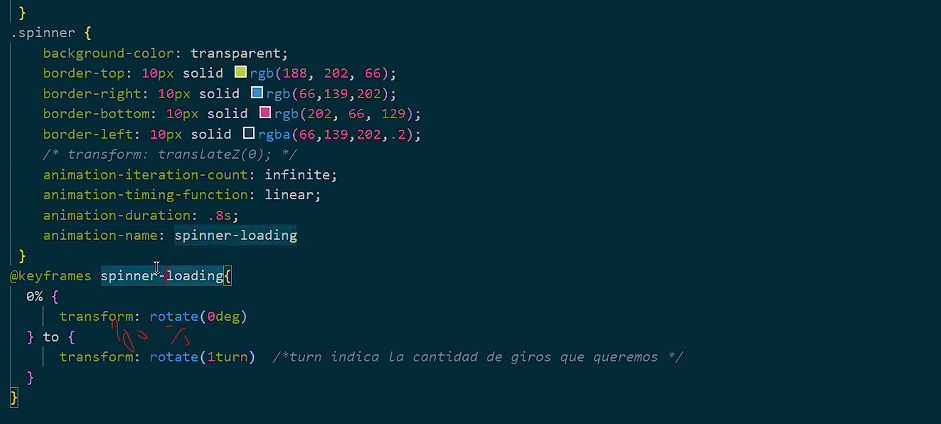 }
.spinner {
background-color: transparent;
border-top: 10px solid rgb(188, 202, 66);
border-right: 10px solid rgb(66,139,202);
border-bottom: 10px solid rgb(202, 66, 129);
border-left: 10px solid rgba(66,139,202,.2);
/* transform: translateZ(0); */
animation-iteration-count: infinite;
animation-timing-function: linear;
animation-duration: .8s;
animation-name: spinner-loading
}
@keyframes spinner-loading{
0% {
transform: rotate(0deg)
} to {
transform: rotate(1turn) /*turn indica la cantidad de giros que queremos */
}
}